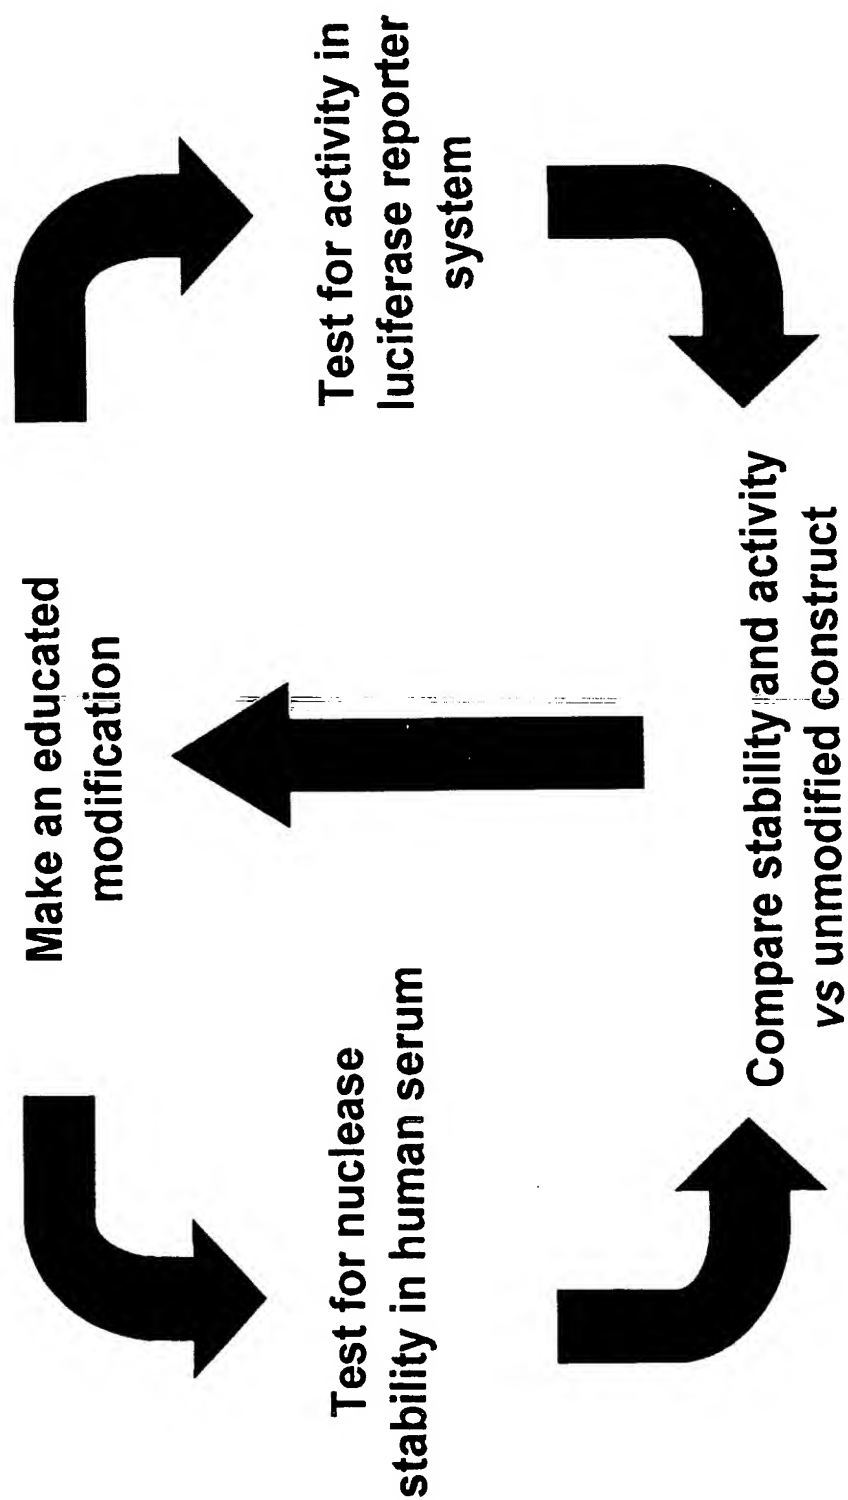 Make an educated
modification
Test for nuclease
stability in human serum
Test for activity in
luciferase reporter
system
Compare stability and activity
vs unmodified construct